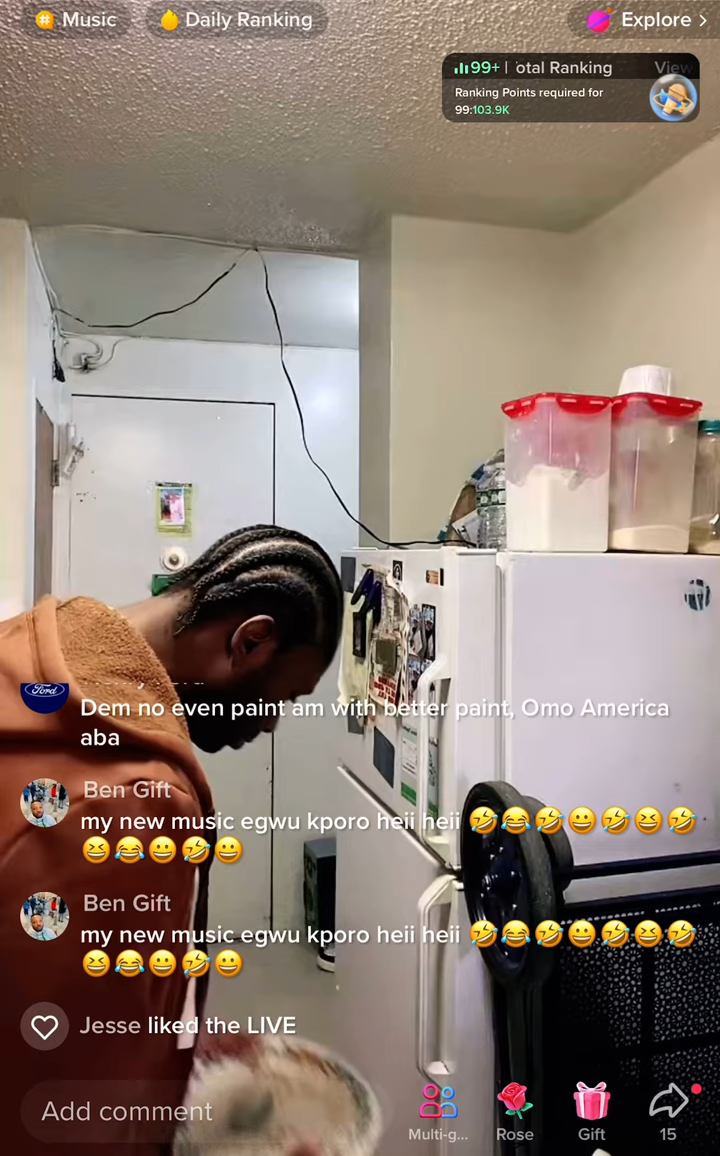 Music
Daily Ranking
Explore
99+ | otal Ranking View
Ranking Points required for
99:103.9K
Ford
Dem no even paint am with better paint, Omo America
aba
Ben Gift
my new music egwu kporo heii heii 🤣😂🤣😀🤣😆🤣
😆😂😀🤣😀
Ben Gift
my new music egwu kporo heii heii 🤣😂🤣😀🤣😆🤣
😆😂😀🤣😀
Jesse liked the LIVE
Add comment
Multi-g...
Rose
Gift
15